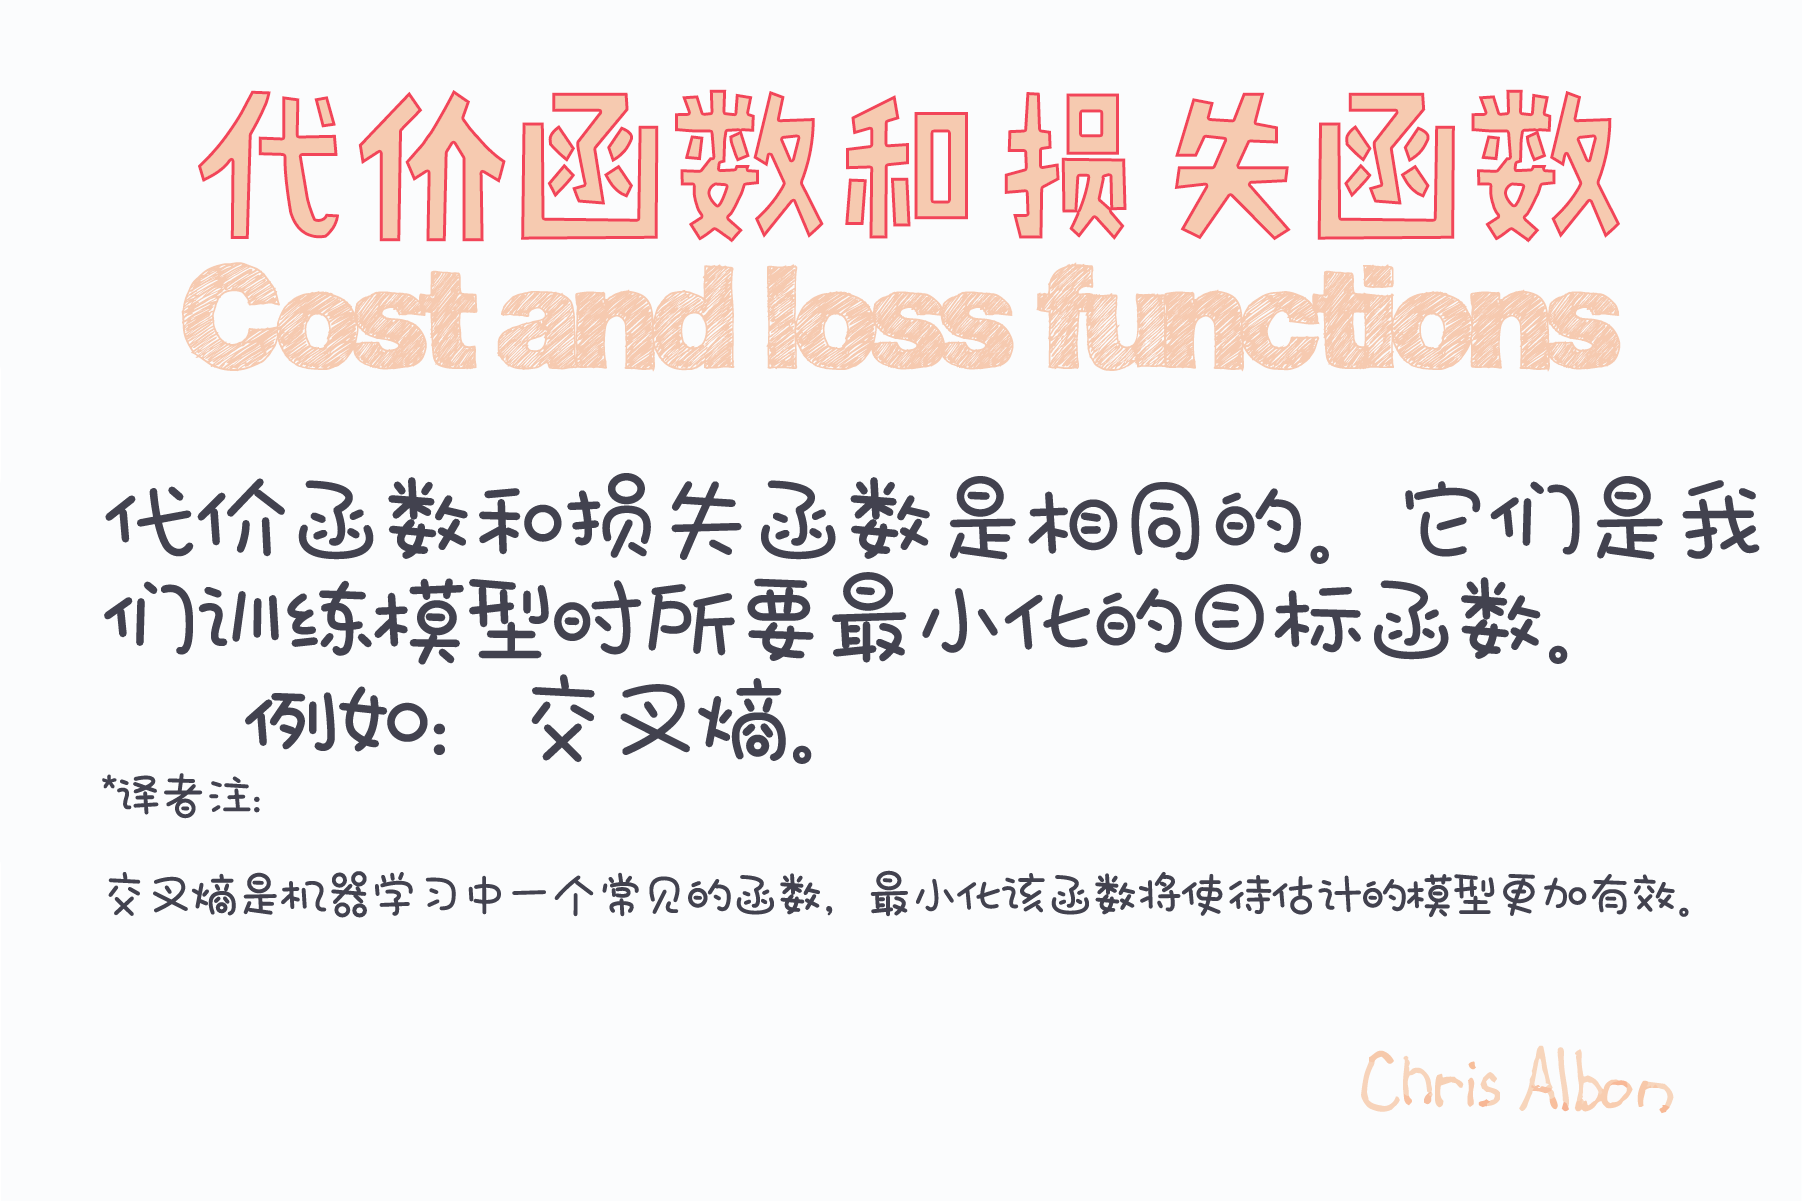 代价函数和损失函数
Cost and loss functions
代价函数和损失函数是相同的。它们是我
们训练模型时所要最小化的目标函数。
例如：交叉熵。
*译者注：
交叉熵是机器学习中一个常见的函数，最小化该函数将使待估计的模型更加有效。
Chris Albon